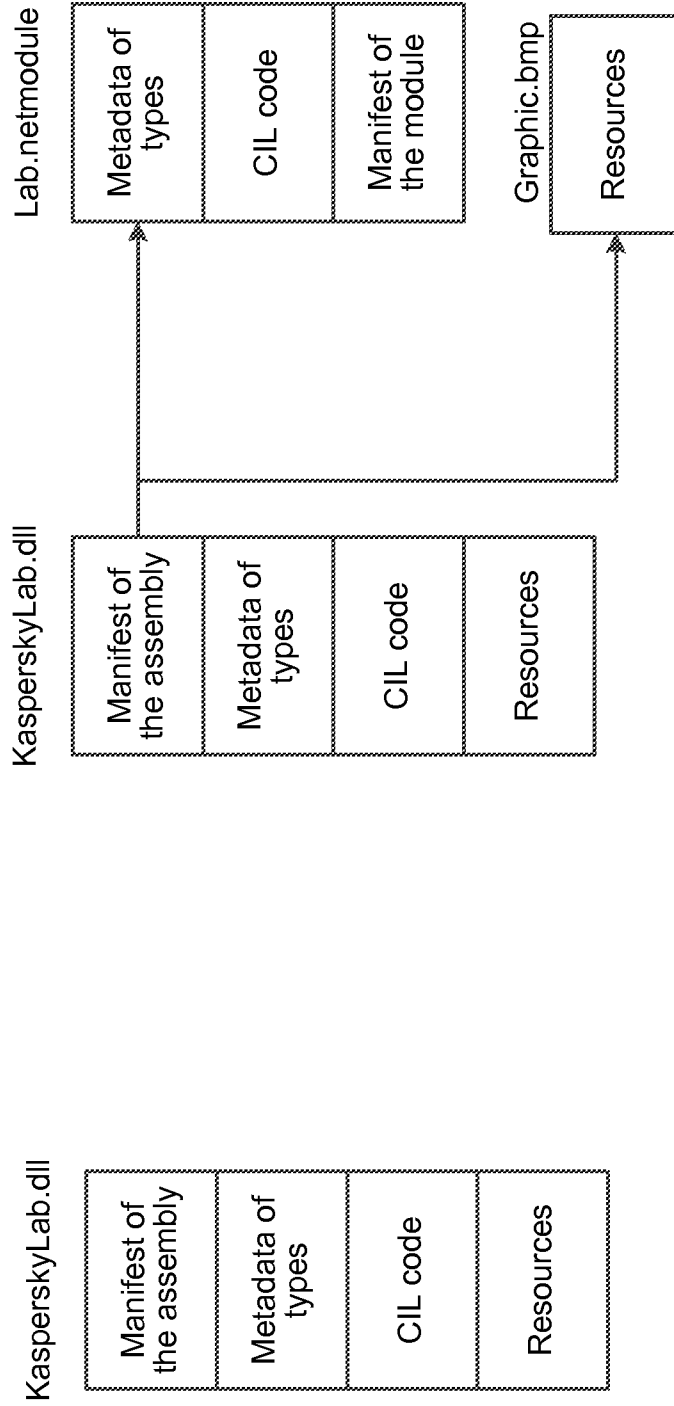 KasperskyLab.dll
Manifest of
the assembly
Metadata of
types
CIL code
Resources
KasperskyLab.dll
Manifest of
the assembly
Metadata of
types
CIL code
Resources
Lab.netmodule
Metadata of
types
CIL code
Manifest of
the module
Graphic.bmp
Resources